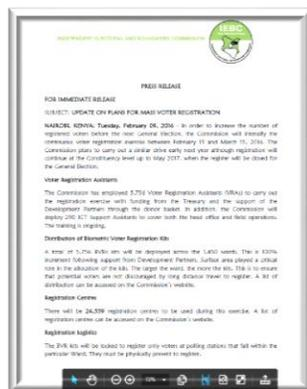 INDEPENDENT ELECTORAL AND BOUNDARIES COMMISSION
IEBC
PRESS RELEASE
FOR IMMEDIATE RELEASE
SUBJECT: UPDATE ON PLANS FOR MASS VOTER REGISTRATION
NAIROBI, KENYA: Tuesday, February 2016 - In order to increase the number of
registered voters before the next General Election, the Commission will intensify the
continuous voter registration exercise between February 15 and March 15, 2016. The
Commission plans to carry out a similar drive early next year although registration will
continue at the Constituency level up to May 2017, when the register will be closed for
the General Election.
Voter Registration Assistants
The Commission has employed 5,756 Voter Registration Assistants (VRAs) to carry out
the registration exercise with funding from the Treasury and the support of the
Development Partners through the donor basket. In addition, the Commission will
deploy 290 ICT Support Assistants to cover both the head office and field operations.
The training is ongoing.
Distribution of Biometric Voter Registration Kits
A total of 5,756 BVR kits will be deployed across the 1,450 wards. This is
increment following support from Development Partners. Surface area played a critical
role in the allocation of the kits. The larger the ward, the more the kits. This is to ensure
that potential voters are not discouraged by long distance travel to register. A list of
distribution can be accessed on the Commission's website.
Registration Centres
There will be 24,559 registration centres to be used during this exercise. A list of
registration centres can be accessed on the Commission's website.
Registration logistics
The BVR kits will be locked to register only voters at polling stations that fall within the
particular Ward. They must be physically present to register.